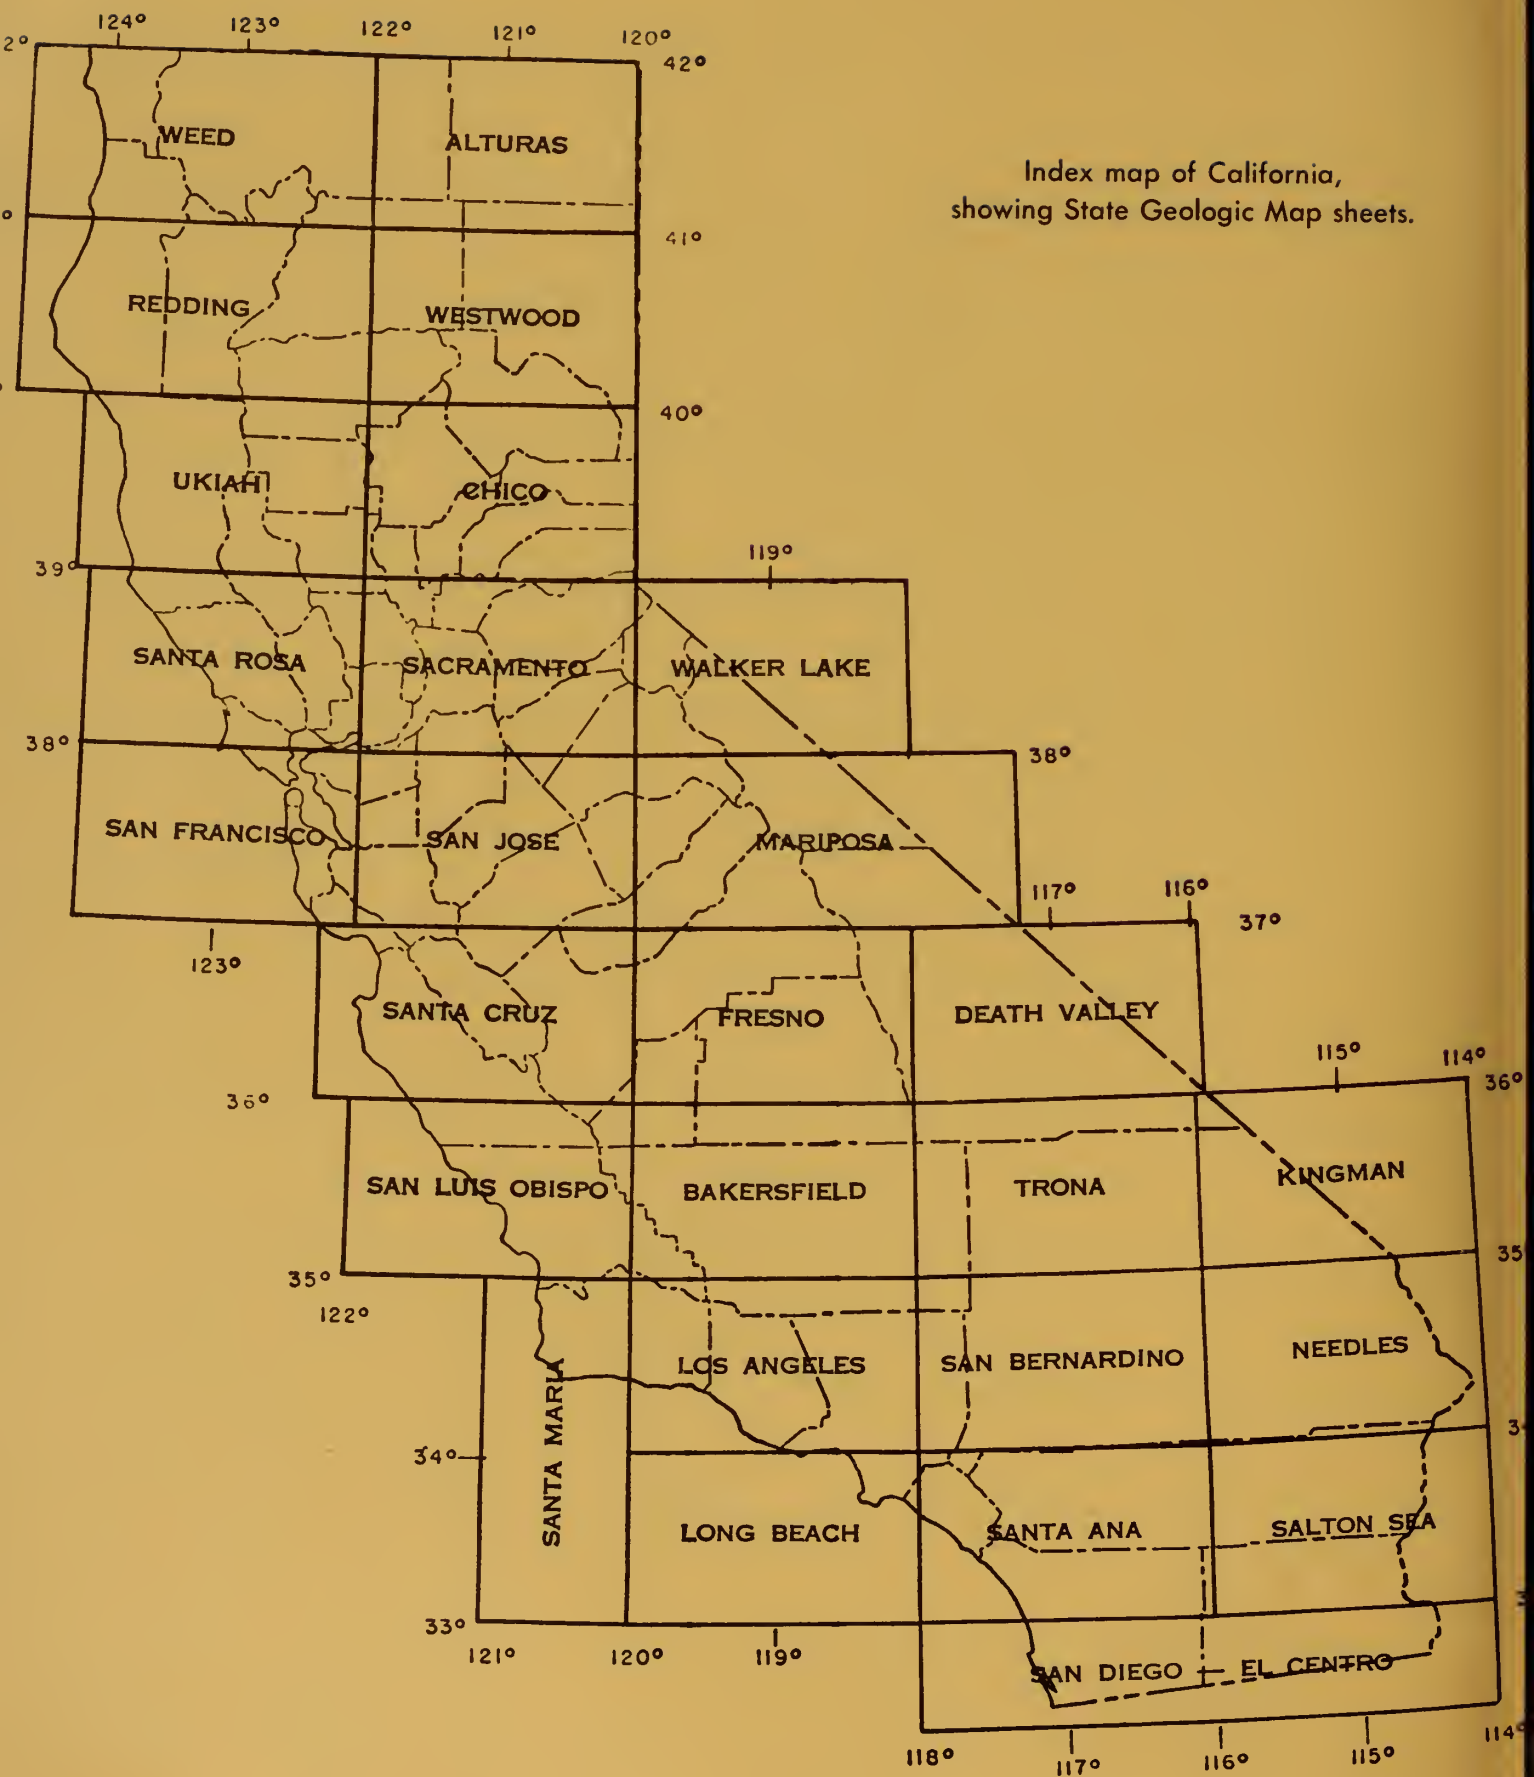 124° 123° 122° 121° 120°
2° 42°
WEED ALTURAS
Index map of California,
showing State Geologic Map sheets.
° 41°
REDDING WESTWOOD
° 40°
UKIAH CHICO
39° 119°
SANTA ROSA SACRAMENTO WALKER LAKE
38° 38°
SAN FRANCISCO SAN JOSE MARIPOSA
117° 116°
37°
123°
SANTA CRUZ FRESNO DEATH VALLEY
115° 114°
36° 36°
SAN LUIS OBISPO BAKERSFIELD TRONA KINGMAN
35° 35
122°
SANTA MARIA LOS ANGELES SAN BERNARDINO NEEDLES
34° 3
LONG BEACH SANTA ANA SALTON SEA
33°
121° 120° 119°
SAN DIEGO — EL CENTRO
118° 117° 116° 115° 114°